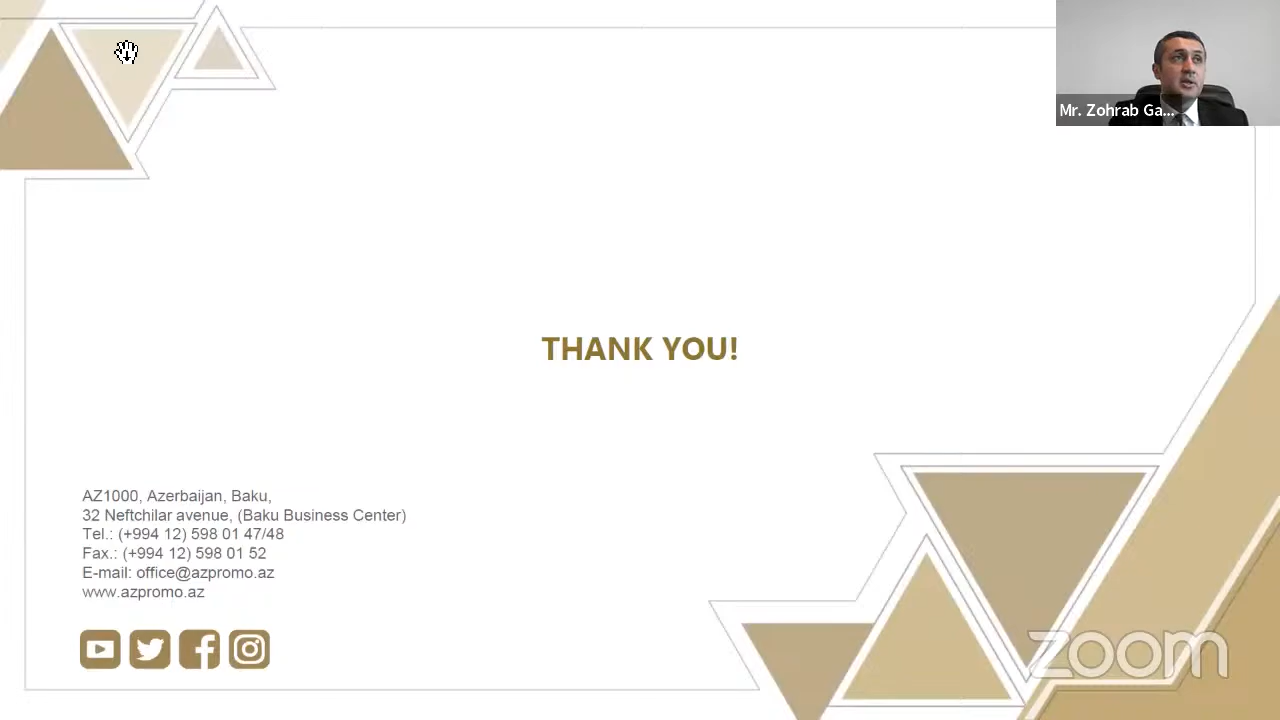 Mr. Zohrab Ga...
THANK YOU!
AZ1000, Azerbaijan, Baku,
32 Neftchilar avenue, (Baku Business Center)
Tel.: (+994 12) 598 01 47/48
Fax.: (+994 12) 598 01 52
E-mail: office@azpromo.az
www.azpromo.az
zoom